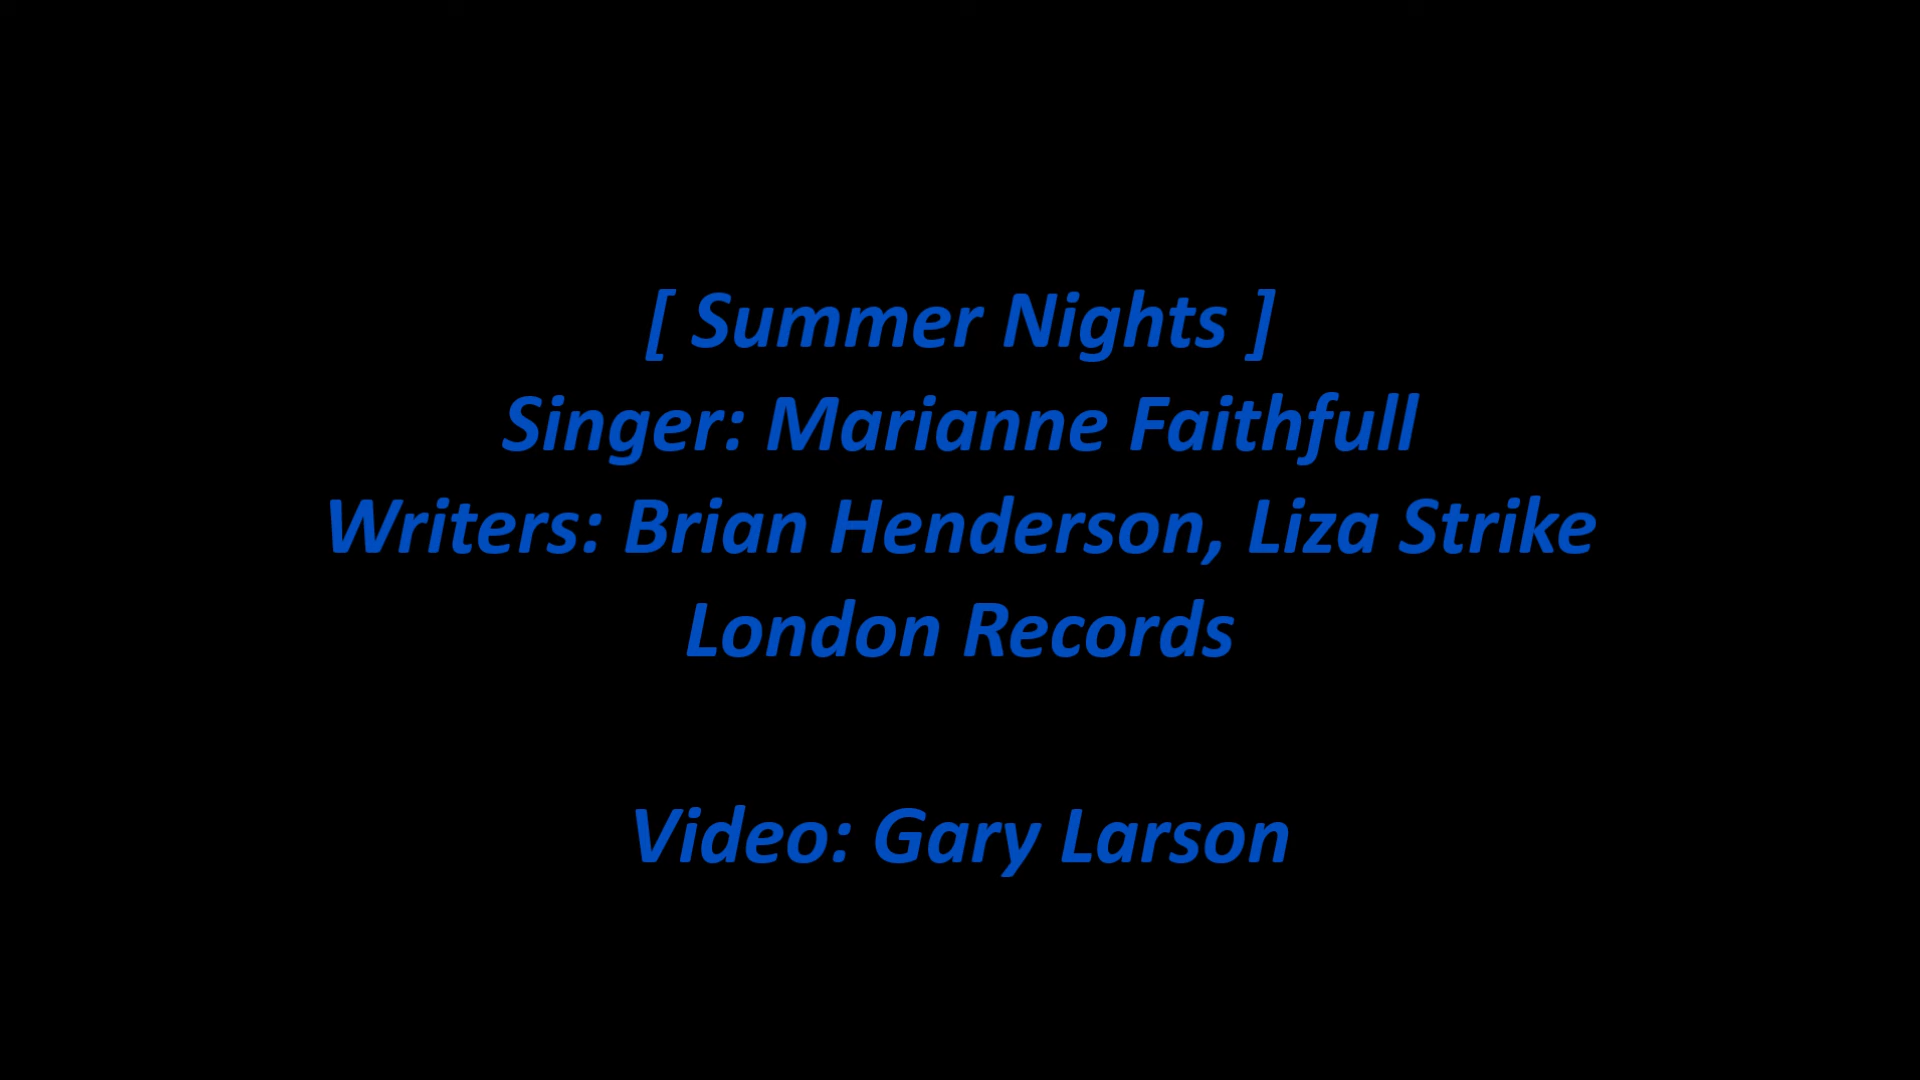 [ Summer Nights ]
Singer: Marianne Faithfull
Writers: Brian Henderson, Liza Strike
London Records
Video: Gary Larson